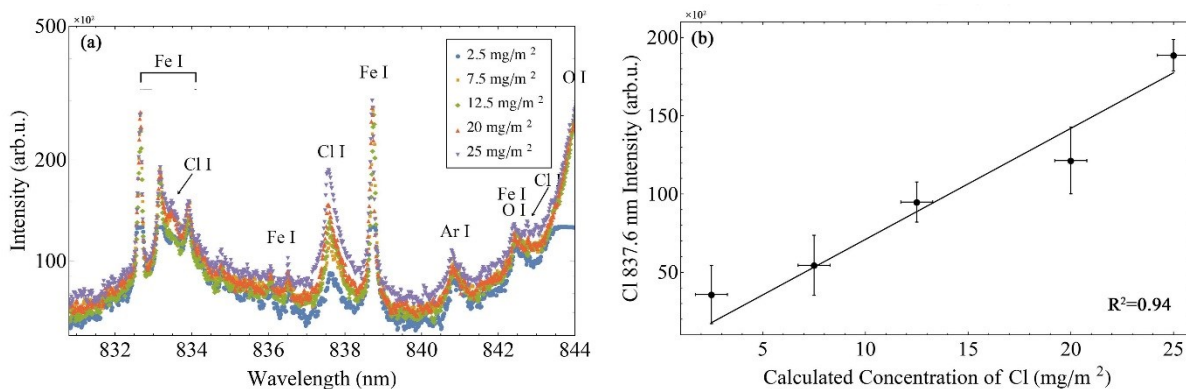 ×10³
(a)
500
200
100
Intensity (arb.u.)
Fe I
Cl I
Fe I
Cl I
Fe I
Ar I
Fe I
O I
Cl I
O I
2.5 mg/m ²
7.5 mg/m ²
12.5 mg/m ²
20 mg/m ²
25 mg/m ²
832 834 836 838 840 842 844
Wavelength (nm)
×10³
(b)
200
150
100
50
Cl 837.6 nm Intensity (arb.u.)
R²=0.94
5 10 15 20 25
Calculated Concentration of Cl (mg/m ²)